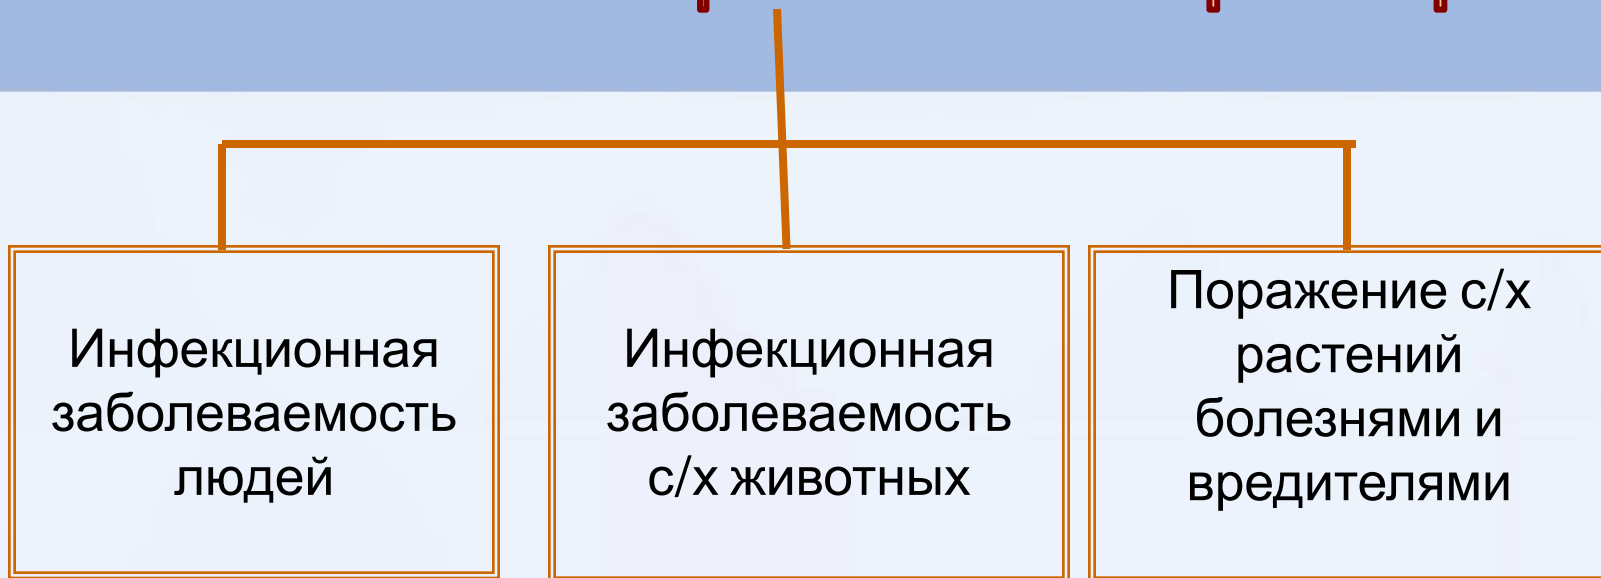 Инфекционная
заболеваемость
людей
Инфекционная
заболеваемость
с/х животных
Поражение с/х
растений
болезнями и
вредителями